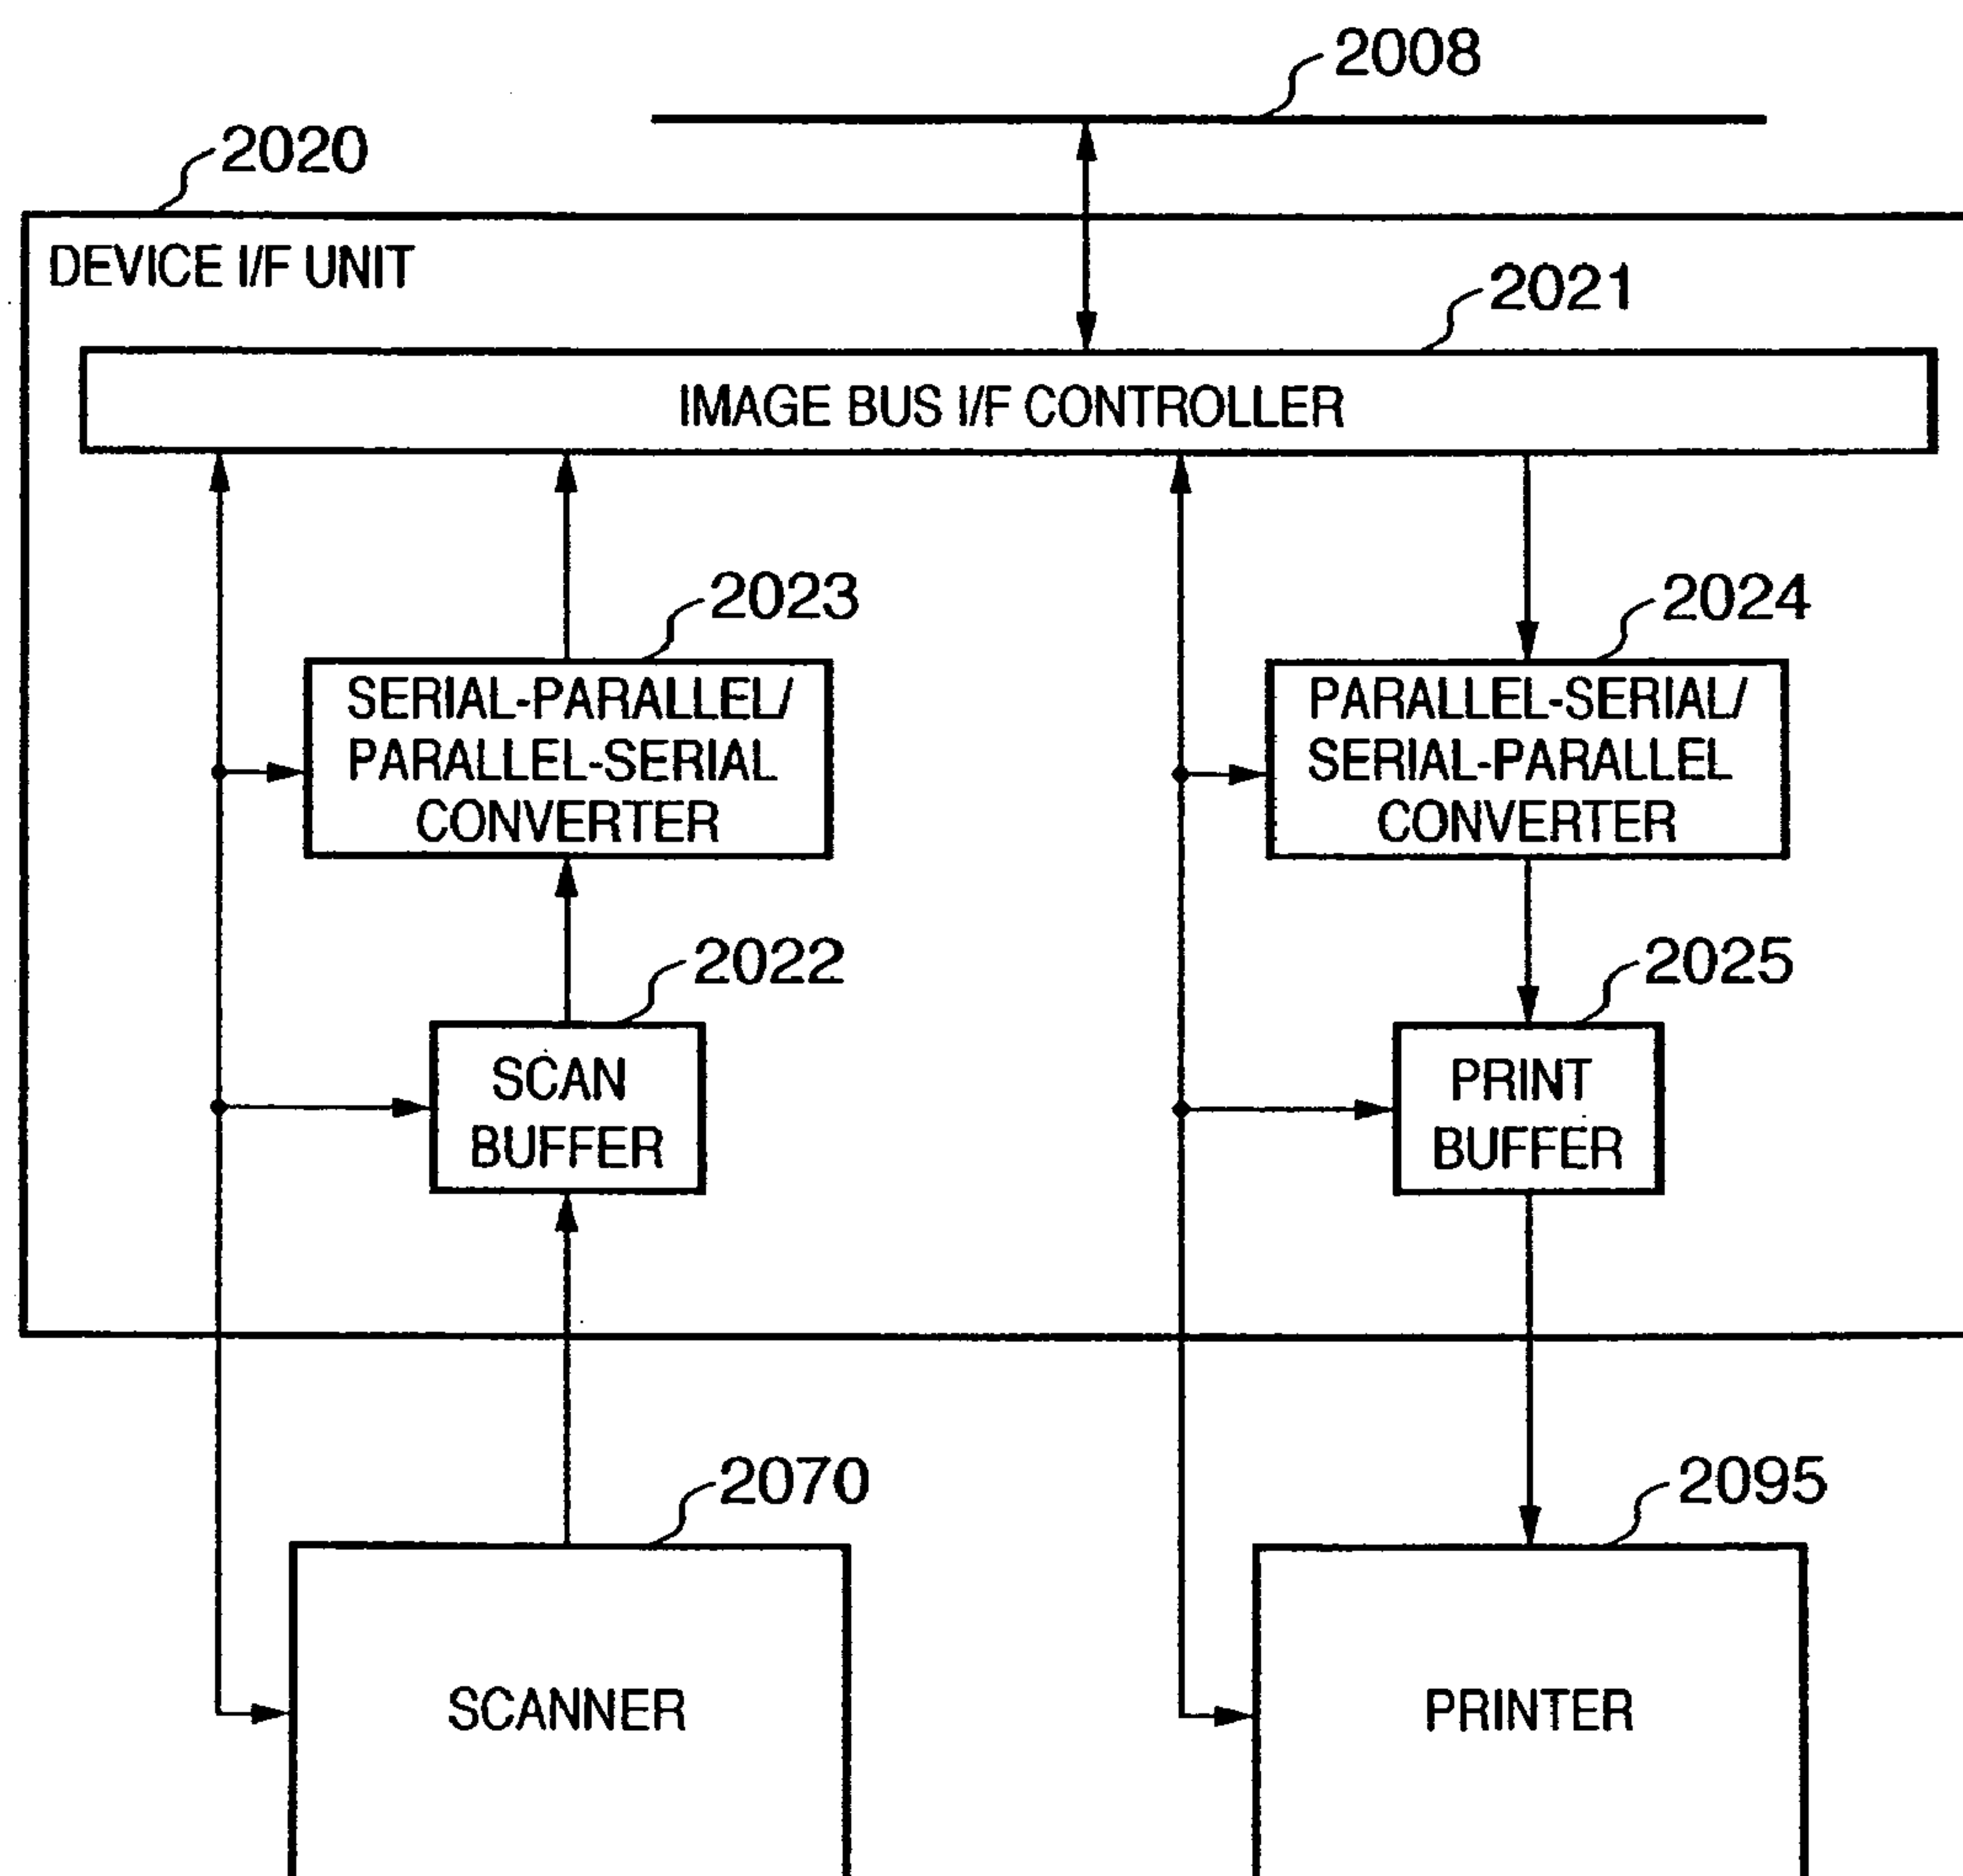 2008
2020
DEVICE I/F UNIT
2021
IMAGE BUS I/F CONTROLLER
2023
SERIAL-PARALLEL/
PARALLEL-SERIAL
CONVERTER
2024
PARALLEL-SERIAL/
SERIAL-PARALLEL
CONVERTER
2022
SCAN
BUFFER
2025
PRINT
BUFFER
2070
SCANNER
2095
PRINTER